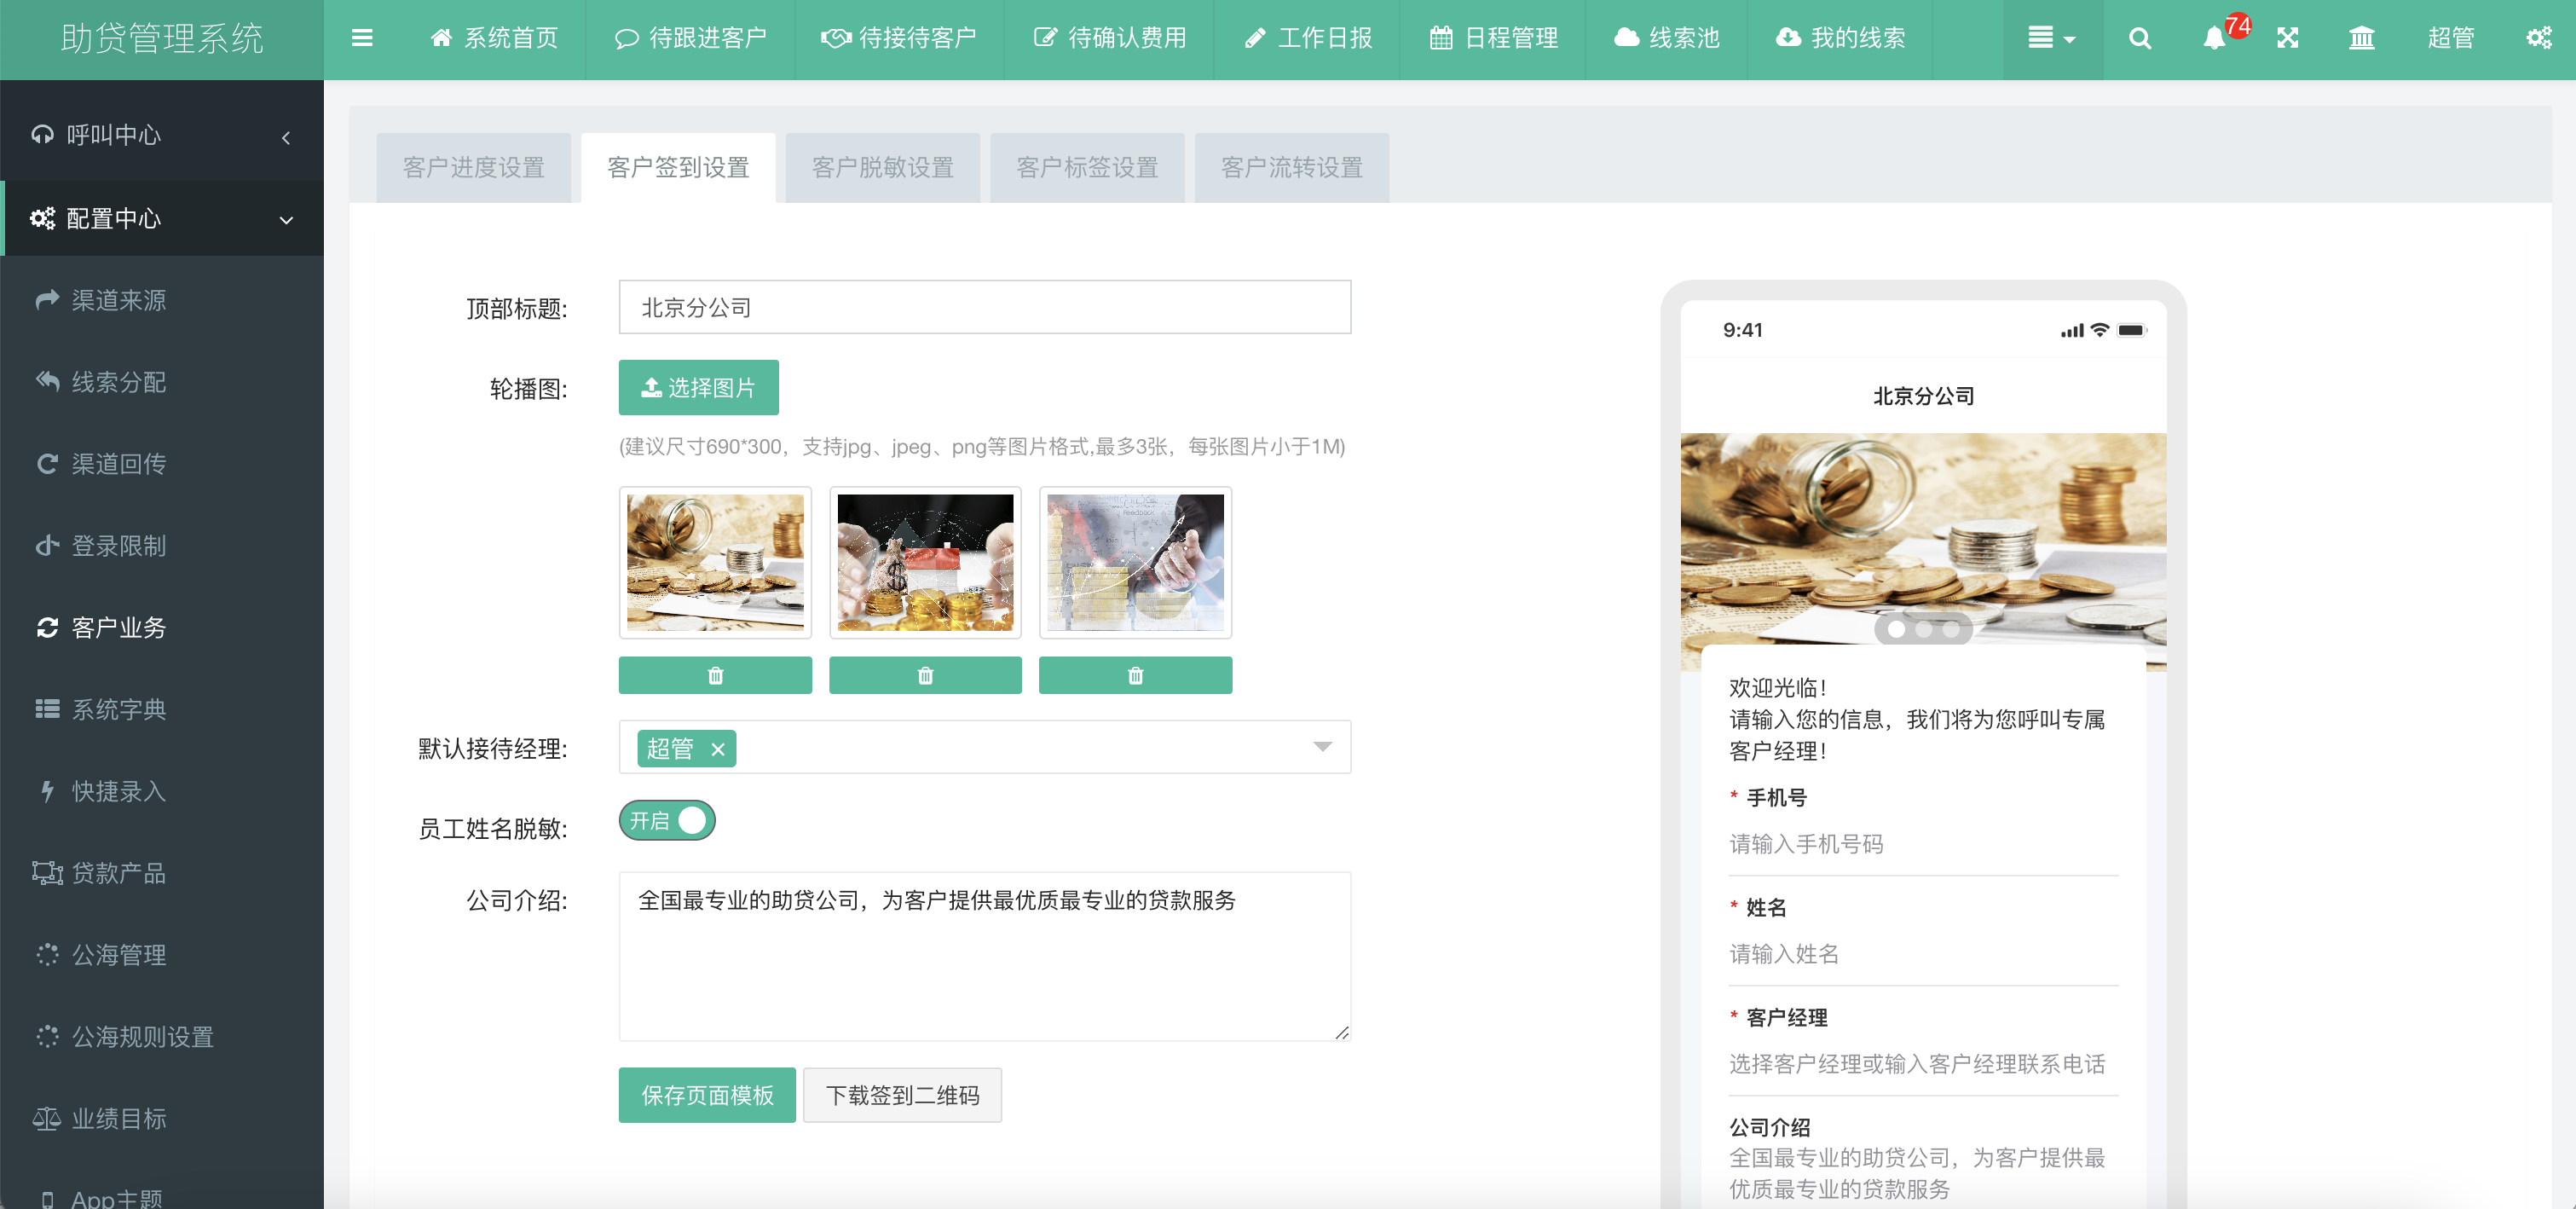 助贷管理系统
系统首页
待跟进客户
待接待客户
待确认费用
工作日报
日程管理
线索池
我的线索
74
超管
呼叫中心
配置中心
渠道来源
线索分配
渠道回传
登录限制
客户业务
系统字典
快捷录入
贷款产品
公海管理
公海规则设置
业绩目标
App主题
客户进度设置
客户签到设置
客户脱敏设置
客户标签设置
客户流转设置
顶部标题:
北京分公司
轮播图:
选择图片
(建议尺寸690*300，支持jpg、jpeg、png等图片格式,最多3张，每张图片小于1M)
Feedback
默认接待经理:
超管 ×
员工姓名脱敏:
开启
公司介绍:
全国最专业的助贷公司，为客户提供最优质最专业的贷款服务
保存页面模板
下载签到二维码
9:41
北京分公司
欢迎光临！
请输入您的信息，我们将为您呼叫专属
客户经理！
* 手机号
请输入手机号码
* 姓名
请输入姓名
* 客户经理
选择客户经理或输入客户经理联系电话
公司介绍
全国最专业的助贷公司，为客户提供最
优质最专业的贷款服务